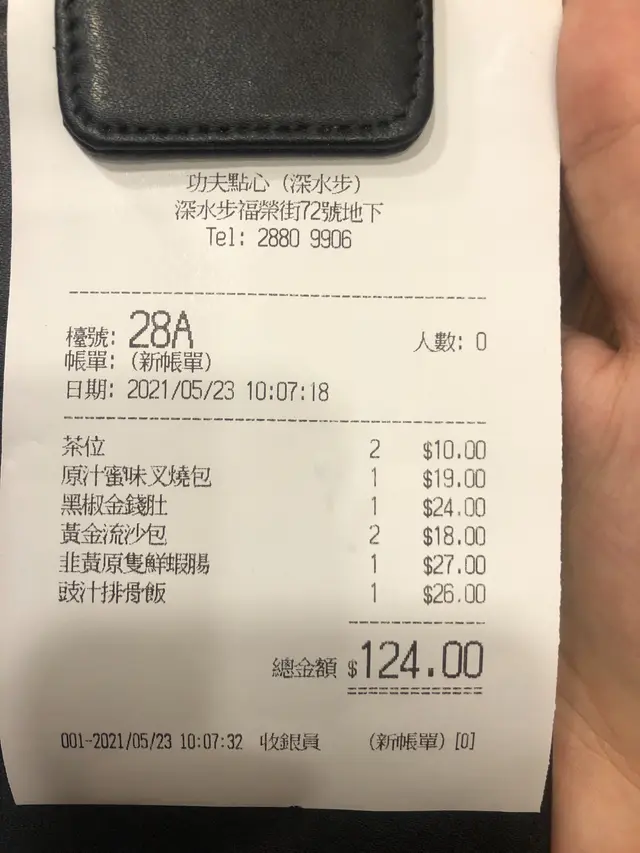 功夫點心 (深水步)
深水步福榮街72號地下
Tel: 2880 9906
檯號: 28A 人數: 0
帳單: (新帳單)
日期: 2021/05/23 10:07:18
茶位 2 $10.00
原汁蜜味叉燒包 1 $19.00
黑椒金錢肚 1 $24.00
黃金流沙包 2 $18.00
韭黃原隻鮮蝦腸 1 $27.00
豉汁排骨飯 1 $26.00
總金額 $124.00
001-2021/05/23 10:07:32 收銀員 (新帳單) [0]